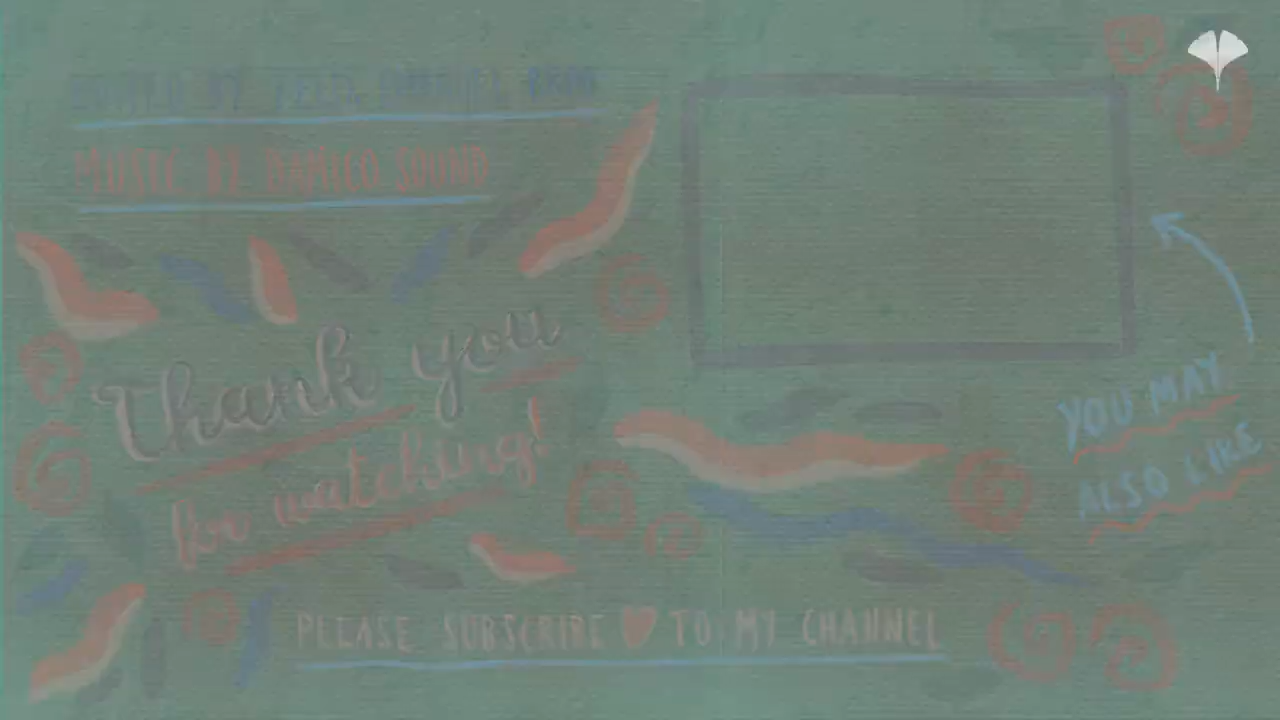 MUSIC BY DAMICO SOUND
Thank you
for watching!
YOU MAY
ALSO LIKE
PLEASE SUBSCRIBE TO MY CHANNEL